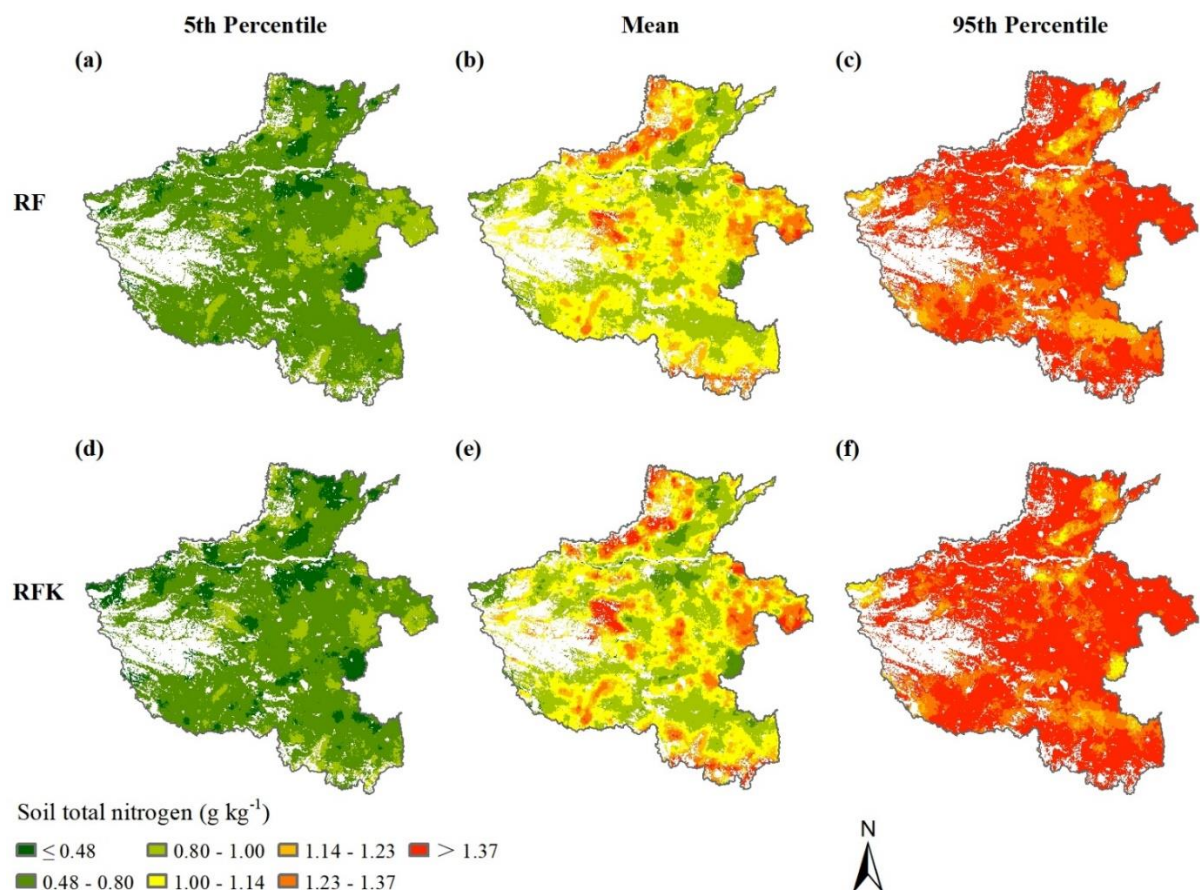 5th Percentile Mean 95th Percentile
(a) (b) (c)
RF
(d) (e) (f)
RFK
Soil total nitrogen (g kg⁻¹)
≤ 0.48 0.80 - 1.00 1.14 - 1.23 > 1.37
0.48 - 0.80 1.00 - 1.14 1.23 - 1.37
N